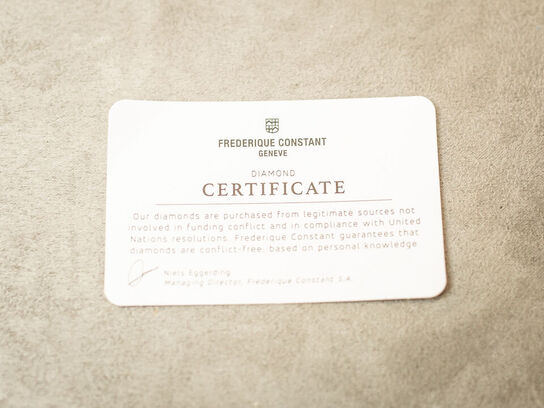 FREDERIQUE CONSTANT
GENEVE
DIAMOND
CERTIFICATE
Our diamonds are purchased from legitimate sources not
involved in funding conflict and in compliance with United
Nations resolutions. Frederique Constant guarantees that
diamonds are conflict-free, based on personal knowledge
Niels Eggerding
Managing Director, Frederique Constant S.A.